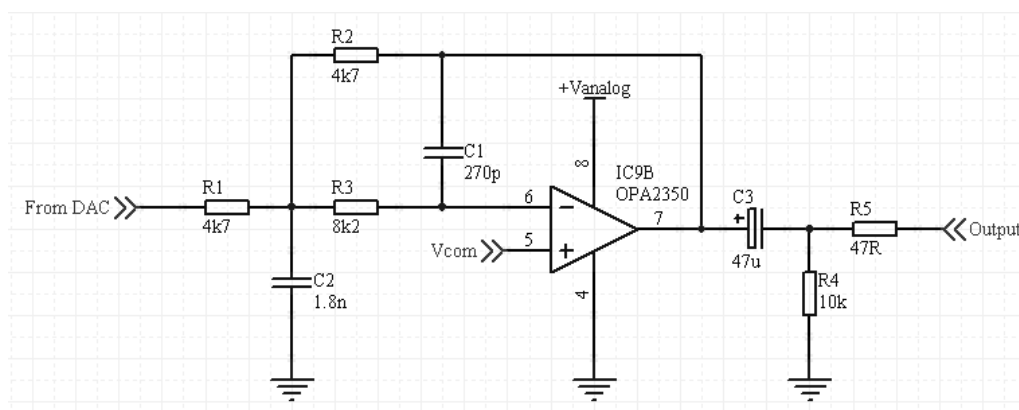 R2
4k7
+Vanalog
C1
270p
8
IC9B
OPA2350
From DAC
R1
4k7
R3
8k2
6
7
C3
+
47u
R5
47R
Output
Vcom
5
−
+
C2
1.8n
4
R4
10k